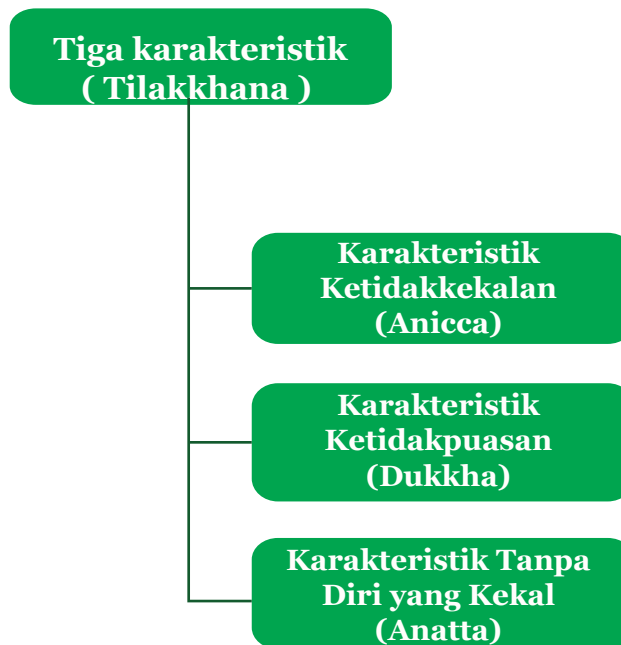 Tiga karakteristik
( Tilakkhana )
Karakteristik
Ketidakkekalan
(Anicca)
Karakteristik
Ketidakpuasan
(Dukkha)
Karakteristik Tanpa
Diri yang Kekal
(Anatta)